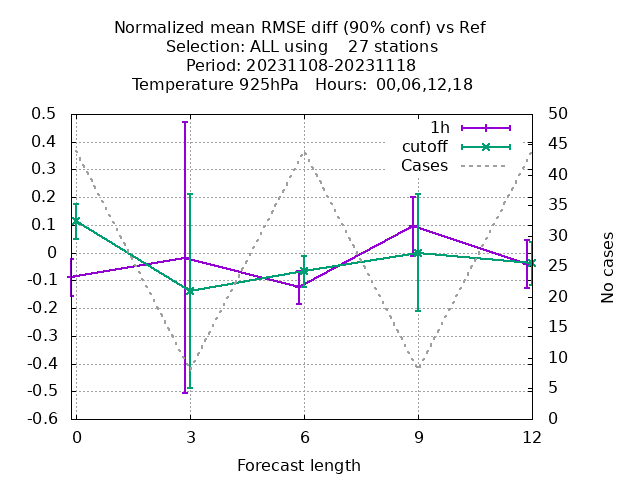 Normalized mean RMSE diff (90% conf) vs Ref
Selection: ALL using    27 stations
Period: 20231108-20231118
Temperature 925hPa   Hours:  00,06,12,18
1h
cutoff
Cases
0.5
0.4
0.3
0.2
0.1
0
-0.1
-0.2
-0.3
-0.4
-0.5
-0.6
50
45
40
35
30
25
20
15
10
5
0
No cases
0 3 6 9 12
Forecast length